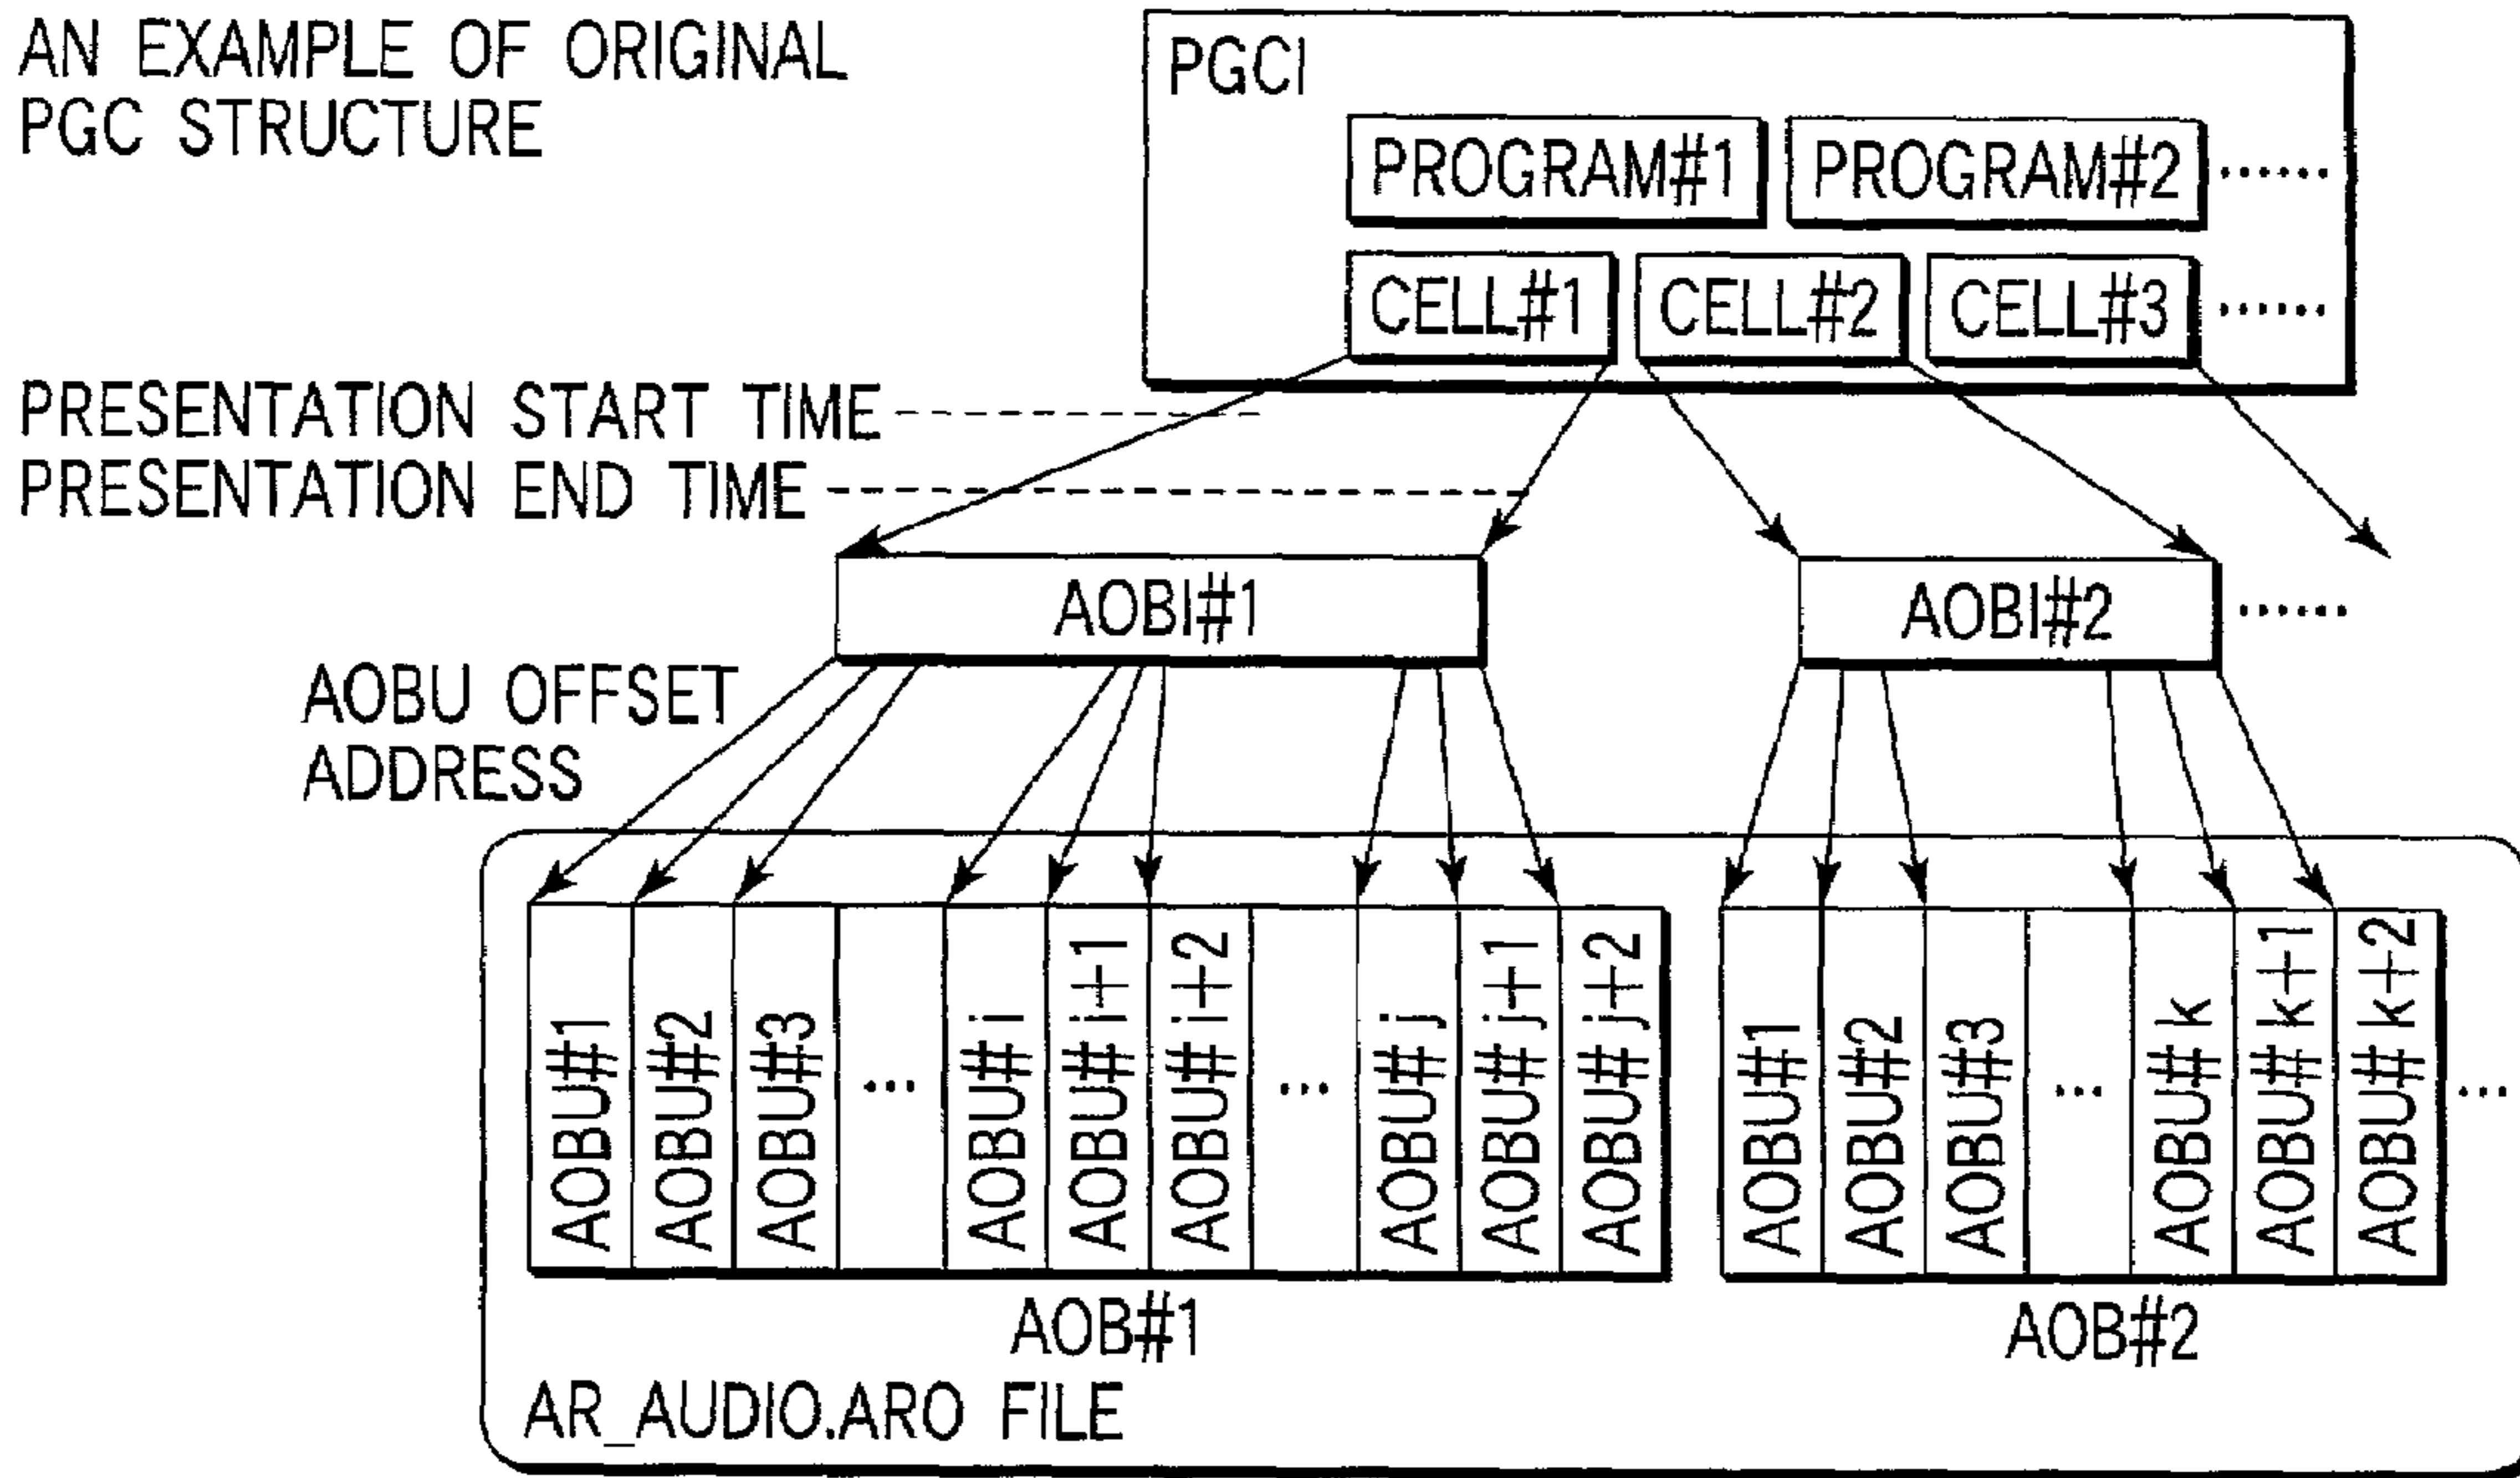 AN EXAMPLE OF ORIGINAL
PGC STRUCTURE
PGCI
PROGRAM#1 PROGRAM#2 ······
CELL#1 CELL#2 CELL#3 ······
PRESENTATION START TIME
PRESENTATION END TIME
AOBI#1 AOBI#2 ······
AOBU OFFSET
ADDRESS
AOBU#1
AOBU#2
AOBU#3
···
AOBU#i
AOBU#i+1
AOBU#i+2
···
AOBU#j
AOBU#j+1
AOBU#j+2
AOBU#1
AOBU#2
AOBU#3
···
AOBU#k
AOBU#k+1
AOBU#k+2
···
AOB#1 AOB#2
AR_AUDIO.ARO FILE